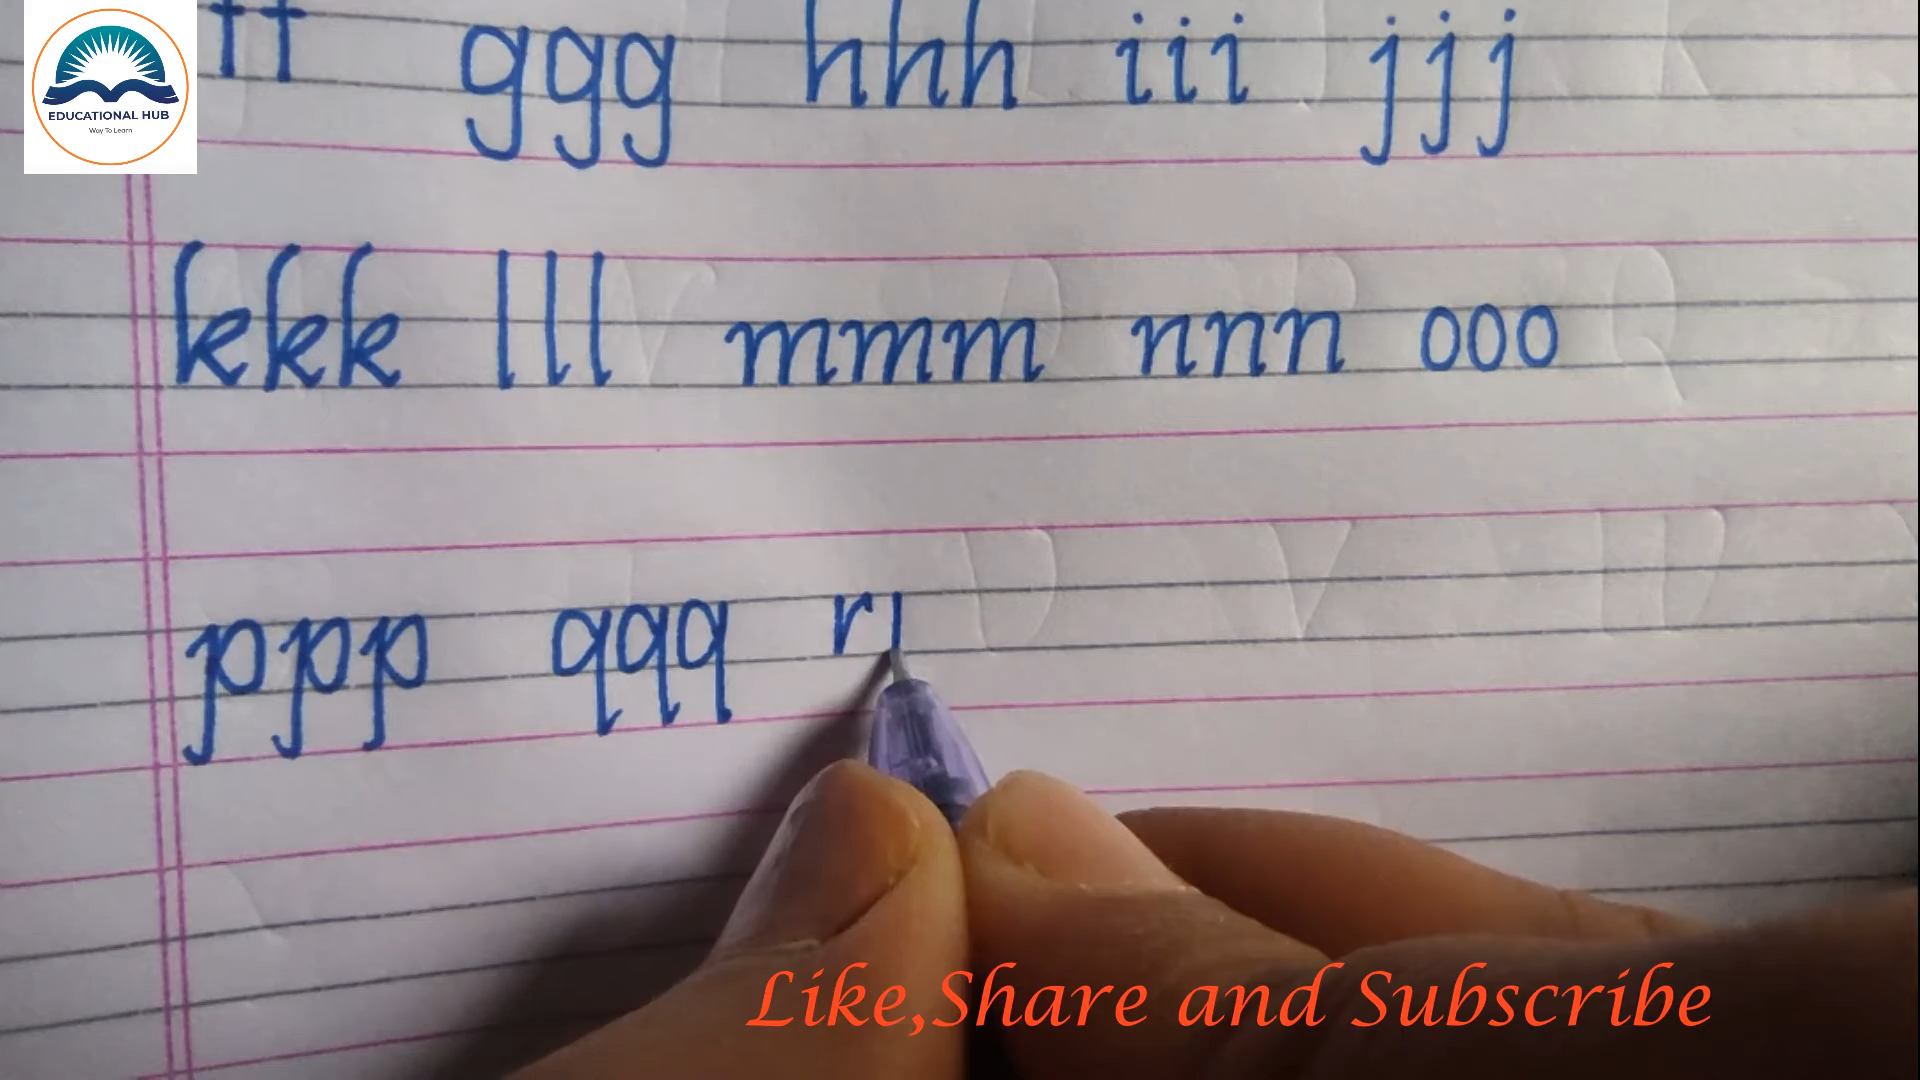 EDUCATIONAL HUB
Way To Learn
ff ggg hhh iii jjj
kkk lll mmm nnn ooo
ppp qqq r
Like,Share and Subscribe